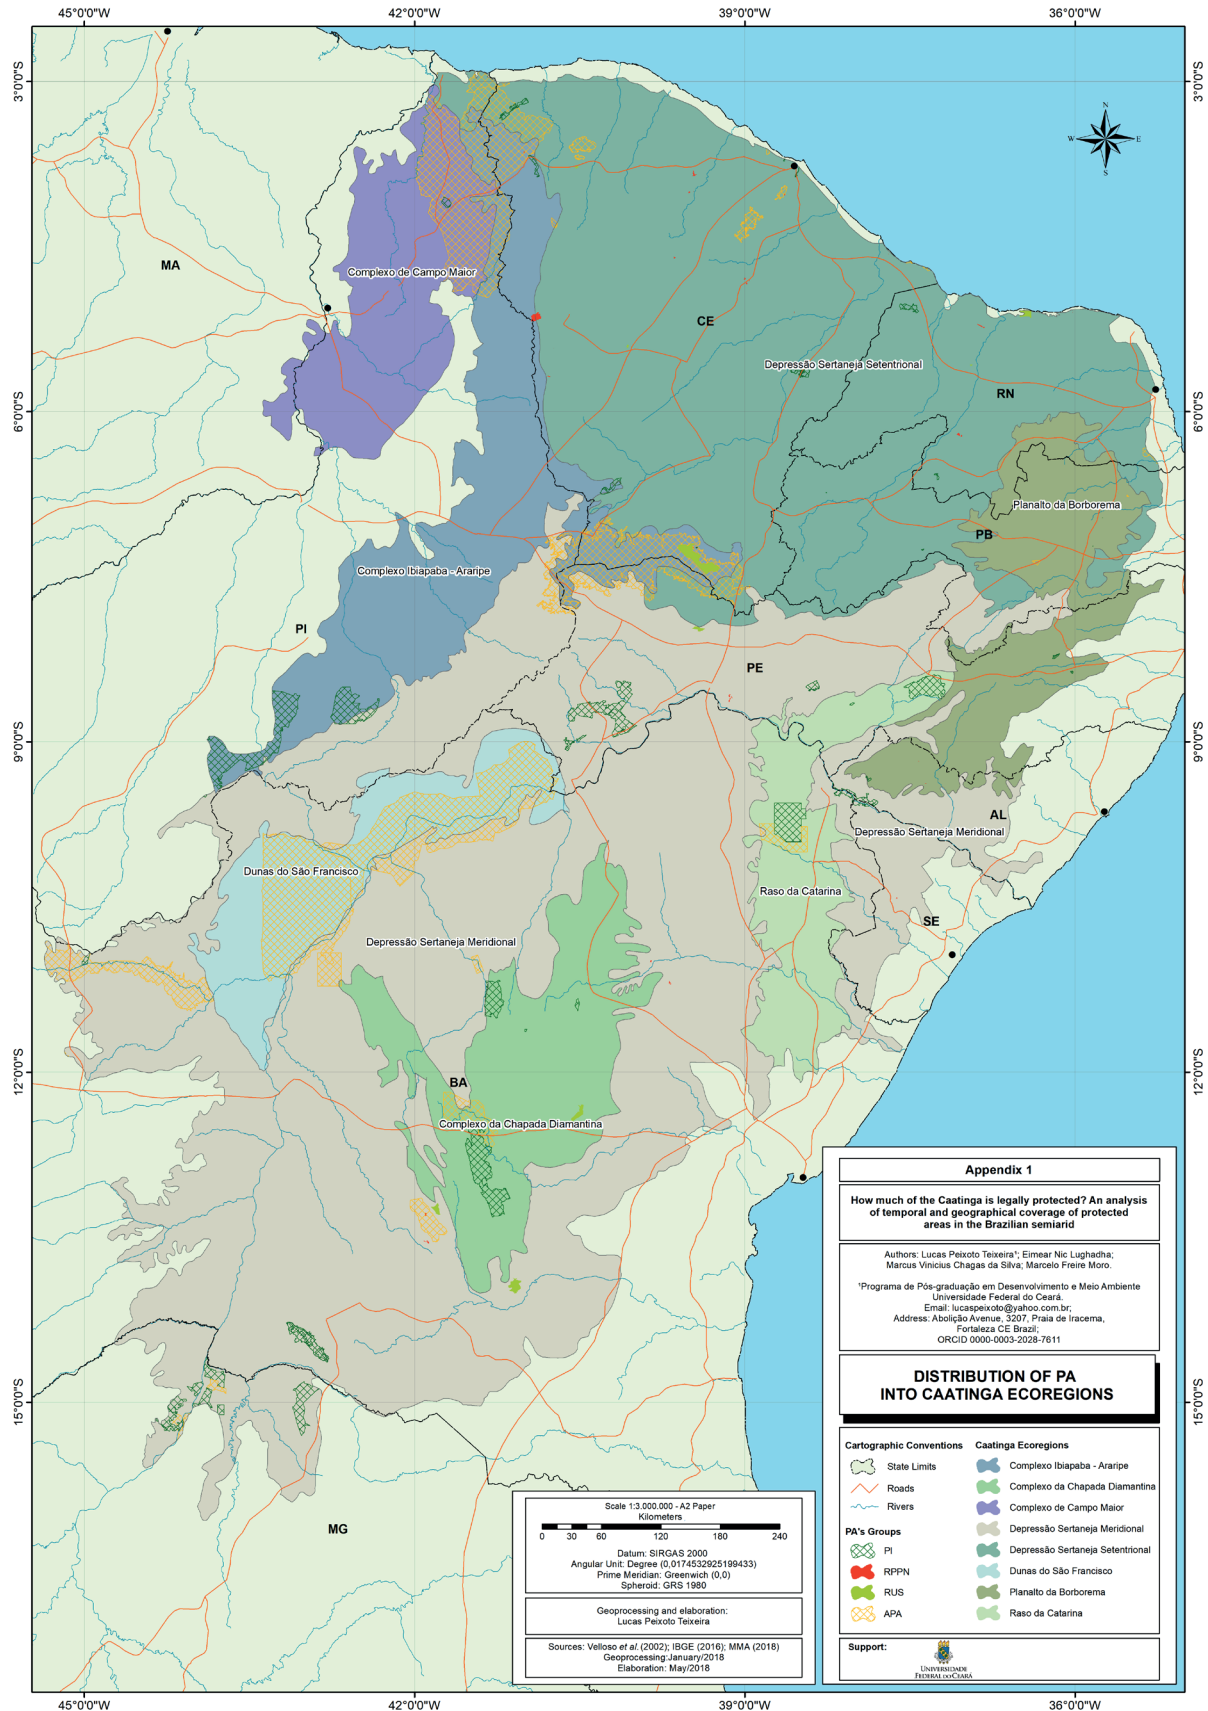 45°0'0"W 42°0'0"W 39°0'0"W 36°0'0"W
3°0'0"S
3°0'0"S
N
W E
S
MA
Complexo de Campo Maior
CE
Depressão Sertaneja Setentrional
RN
6°0'0"S
6°0'0"S
Planalto da Borborema
PB
Complexo Ibiapaba - Araripe
PI
PE
9°0'0"S
9°0'0"S
AL
Depressão Sertaneja Meridional
Dunas do São Francisco
Raso da Catarina
SE
Depressão Sertaneja Meridional
12°0'0"S
12°0'0"S
BA
Complexo da Chapada Diamantina
15°0'0"S
15°0'0"S
MG
Appendix 1
How much of the Caatinga is legally protected? An analysis
of temporal and geographical coverage of protected
areas in the Brazilian semiarid
Authors: Lucas Peixoto Teixeira¹; Eimear Nic Lughadha;
Marcus Vinicius Chagas da Silva; Marcelo Freire Moro.
¹Programa de Pós-graduação em Desenvolvimento e Meio Ambiente
Universidade Federal do Ceará.
Email: lucaspeixoto@yahoo.com.br;
Address: Abolição Avenue, 3207, Praia de Iracema,
Fortaleza CE Brazil;
ORCID 0000-0003-2028-7611
DISTRIBUTION OF PA
INTO CAATINGA ECOREGIONS
Cartographic Conventions
State Limits
Roads
Rivers
PA's Groups
PI
RPPN
RUS
APA
Caatinga Ecoregions
Complexo Ibiapaba - Araripe
Complexo da Chapada Diamantina
Complexo de Campo Maior
Depressão Sertaneja Meridional
Depressão Sertaneja Setentrional
Dunas do São Francisco
Planalto da Borborema
Raso da Catarina
Support:
UNIVERSIDADE
FEDERAL DO CEARÁ
Scale 1:3.000.000 - A2 Paper
Kilometers
0 30 60 120 180 240
Datum: SIRGAS 2000
Angular Unit: Degree (0,0174532925199433)
Prime Meridian: Greenwich (0,0)
Spheroid: GRS 1980
Geoprocessing and elaboration:
Lucas Peixoto Teixeira
Sources: Velloso et al. (2002); IBGE (2016); MMA (2018)
Geoprocessing:January/2018
Elaboration: May/2018
45°0'0"W 42°0'0"W 39°0'0"W 36°0'0"W